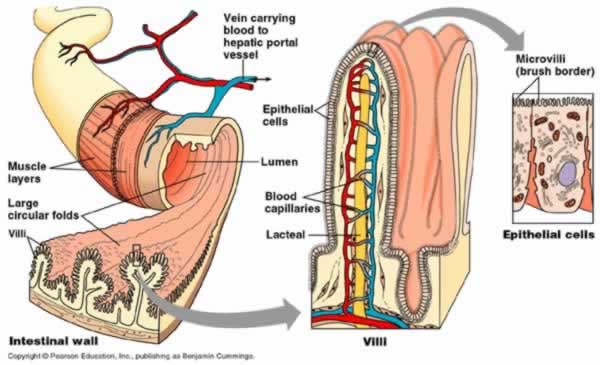 Vein carrying
blood to
hepatic portal
vessel
Muscle
layers
Large
circular folds
Villi
Lumen
Intestinal wall
Epithelial
cells
Blood
capillaries
Lacteal
Villi
Microvilli
(brush border)
Epithelial cells
Copyright © Pearson Education, Inc., publishing as Benjamin Cummings.